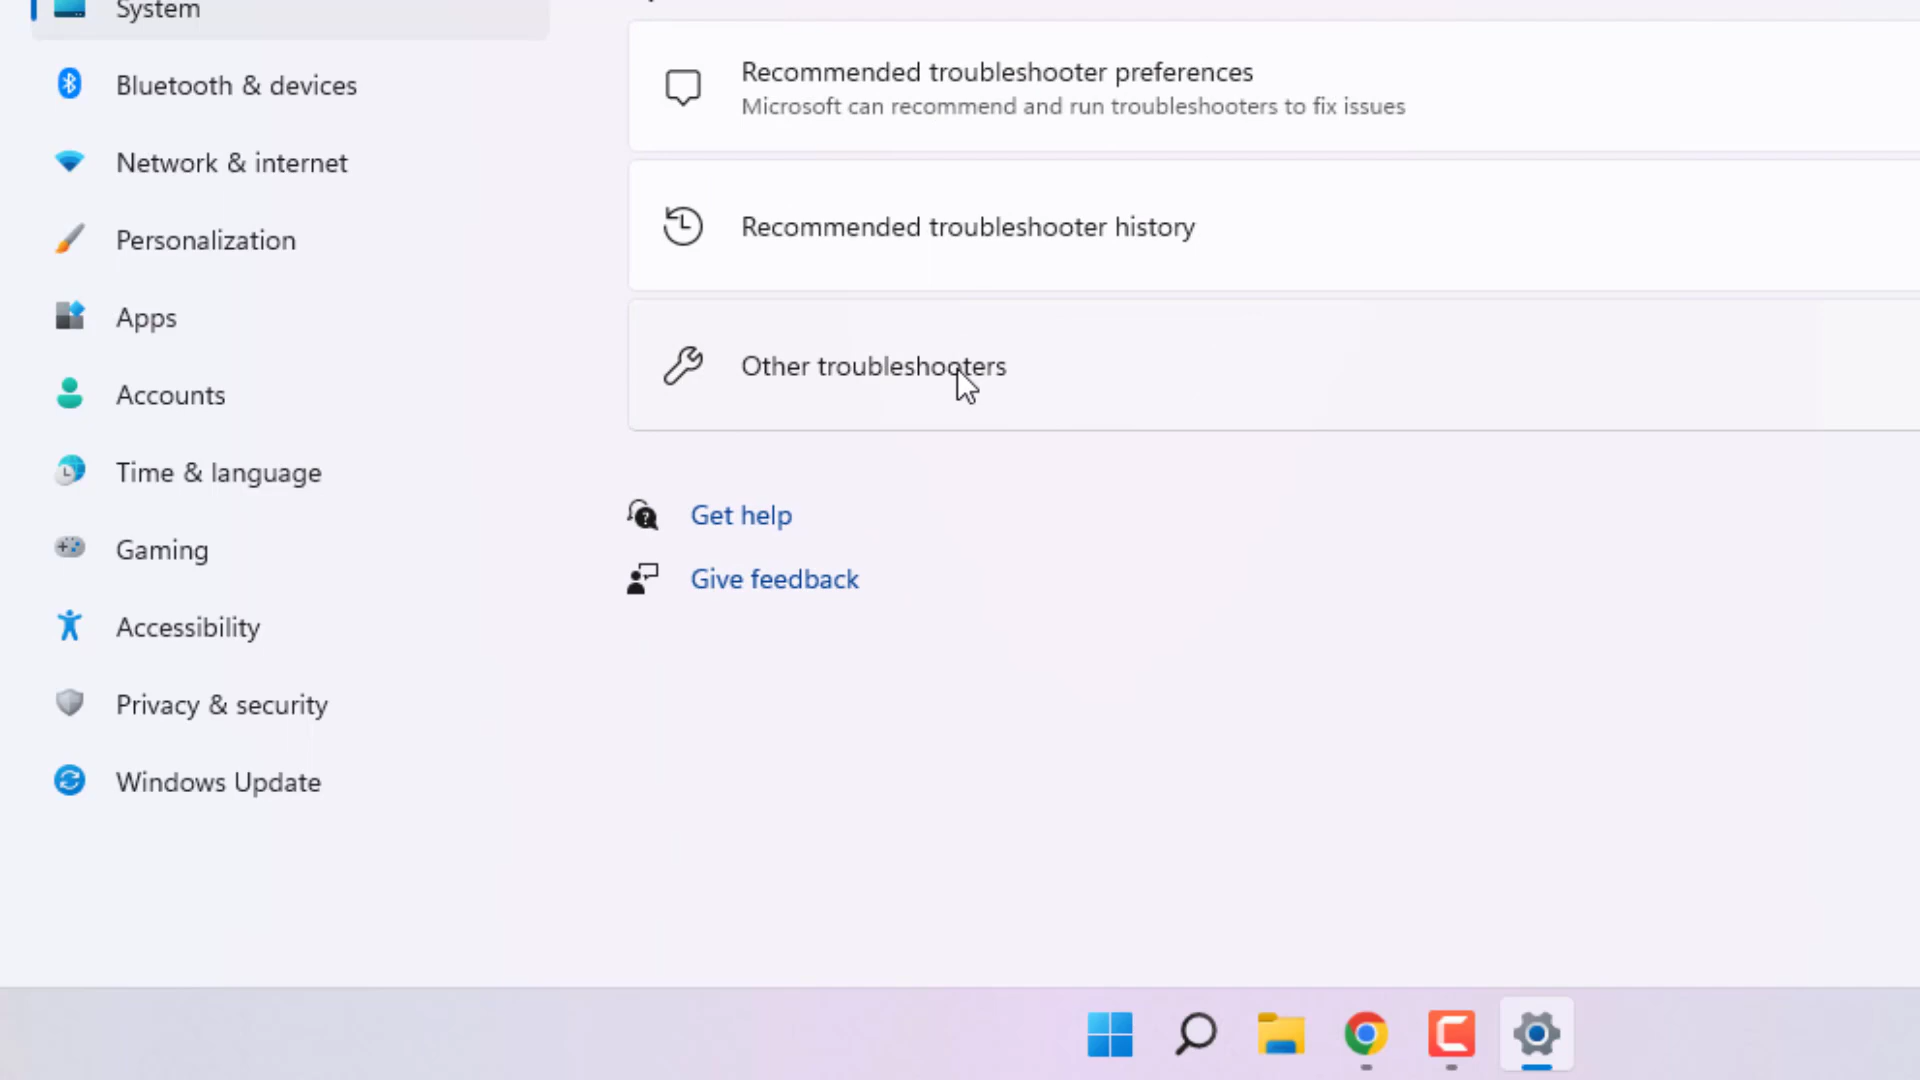 System
Bluetooth & devices
Network & internet
Personalization
Apps
Accounts
Time & language
Gaming
Accessibility
Privacy & security
Windows Update
Recommended troubleshooter preferences
Microsoft can recommend and run troubleshooters to fix issues
Recommended troubleshooter history
Other troubleshooters
Get help
Give feedback